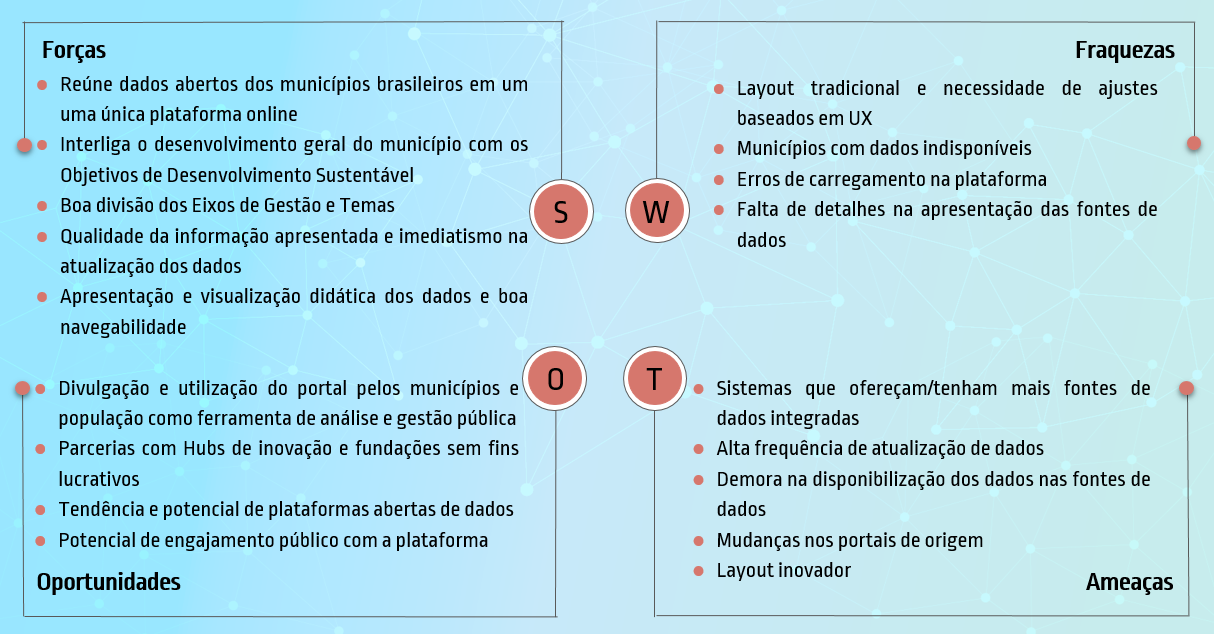 Forças
Reúne dados abertos dos municípios brasileiros em um
uma única plataforma online
Interliga o desenvolvimento geral do município com os
Objetivos de Desenvolvimento Sustentável
Boa divisão dos Eixos de Gestão e Temas
Qualidade da informação apresentada e imediatismo na
atualização dos dados
Apresentação e visualização didática dos dados e boa
navegabilidade
S
W
Fraquezas
Layout tradicional e necessidade de ajustes
baseados em UX
Municípios com dados indisponíveis
Erros de carregamento na plataforma
Falta de detalhes na apresentação das fontes de
dados
Divulgação e utilização do portal pelos municípios e
população como ferramenta de análise e gestão pública
Parcerias com Hubs de inovação e fundações sem fins
lucrativos
Tendência e potencial de plataformas abertas de dados
Potencial de engajamento público com a plataforma
Oportunidades
O
T
Sistemas que ofereçam/tenham mais fontes de
dados integradas
Alta frequência de atualização de dados
Demora na disponibilização dos dados nas fontes de
dados
Mudanças nos portais de origem
Layout inovador
Ameaças